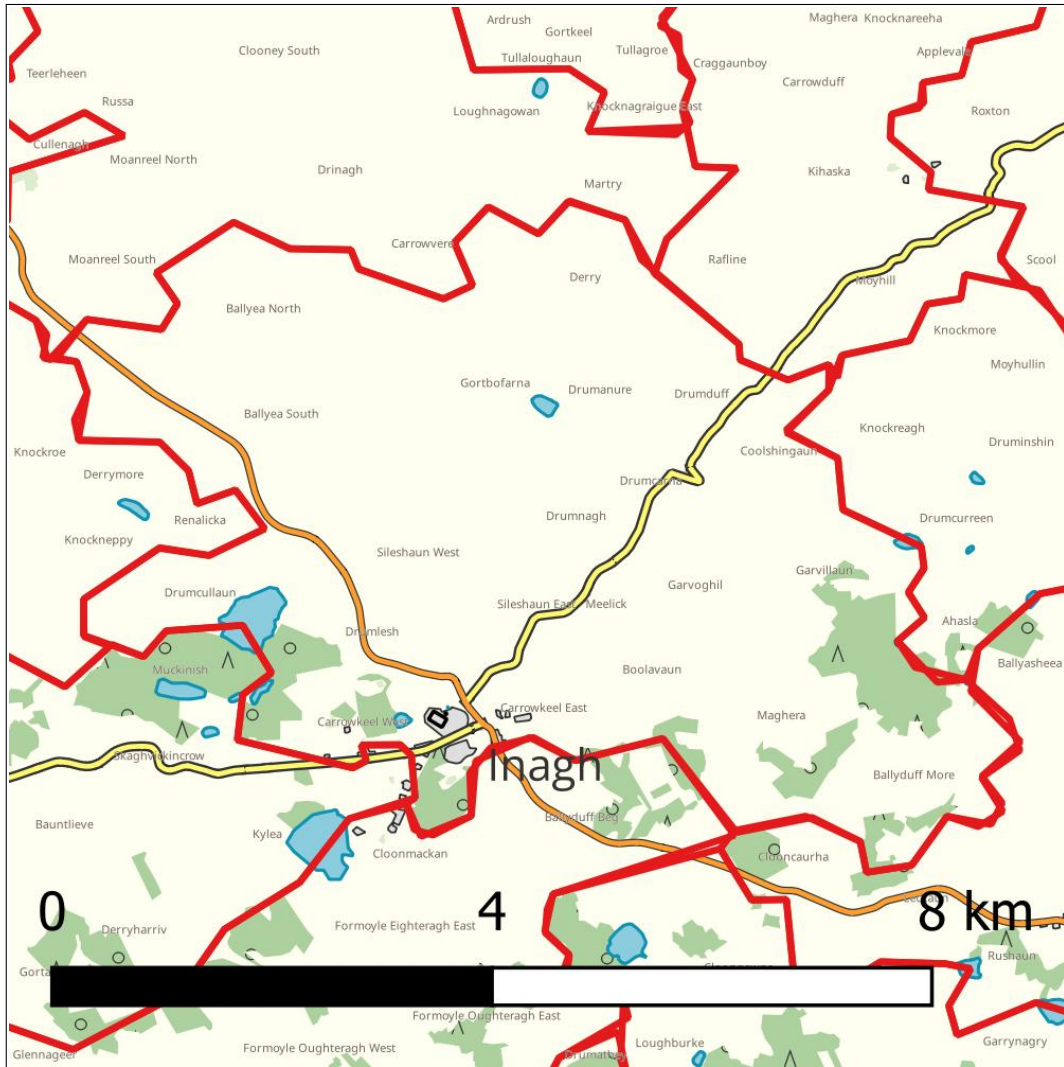 Ardrush
Maghera Knocknareeha
Gortkeel
Clooney South
Tullagroe
Applevale
Tullaloughaun
Craggaunboy
Teerleheen
Carrowduff
Russa
Loughnagowan
Knocknagraigue East
Roxton
Cullenagh
Moanreel North
Drinagh
Kihaska
Martry
Carrowvere
Moanreel South
Rafline
Scool
Derry
Moyhill
Ballyea North
Knockmore
Moyhullin
Gortbofarna
Drumanure
Drumduff
Ballyea South
Knockreagh
Druminshin
Knockroe
Coolshingaun
Derrymore
Drumcarna
Renalicka
Drumnagh
Drumcurreen
Knockneppy
Sileshaun West
Garvillaun
Garvoghil
Drumcullaun
Sileshaun East
Meelick
Ahasla
Drumlesh
Muckinish
Boolavaun
Ballyasheea
Carrowkeel East
Maghera
Carrowkeel West
Skaghvickincrow
Inagh
Ballyduff More
Bauntlieve
Kylea
Ballyduff Beg
Cloonmackan
Clooncaurha
0 4 8 km
Formoyle Eighteragh East
Derryharriv
Rushaun
Formoyle Oughteragh East
Garrynagry
Loughburke
Formoyle Oughteragh West
Glennageer